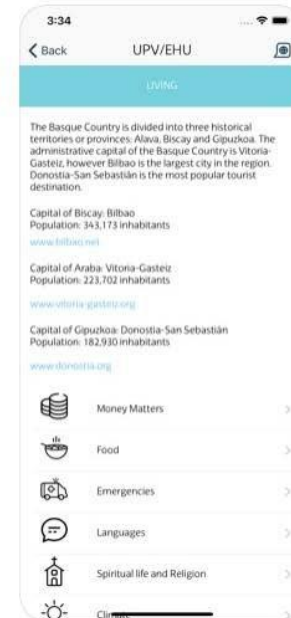 3:34
Back
UPV/EHU
LIVING
The Basque Country is divided into three historical
territories or provinces: Alava, Biscay and Gipuzkoa. The
administrative capital of the Basque Country is Vitoria-
Gasteiz, however Bilbao is the largest city in the region.
Donostia-San Sebastián is the most popular tourist
destination.
Capital of Biscay: Bilbao
Population: 343,173 inhabitants
www.bilbao.net
Capital of Araba: Vitoria-Gasteiz
Population: 223,702 inhabitants
www.vitoria-gasteiz.org
Capital of Gipuzkoa: Donostia-San Sebastián
Population: 182,930 inhabitants
www.donostia.org
Money Matters
Food
Emergencies
Languages
Spiritual life and Religion
Climate